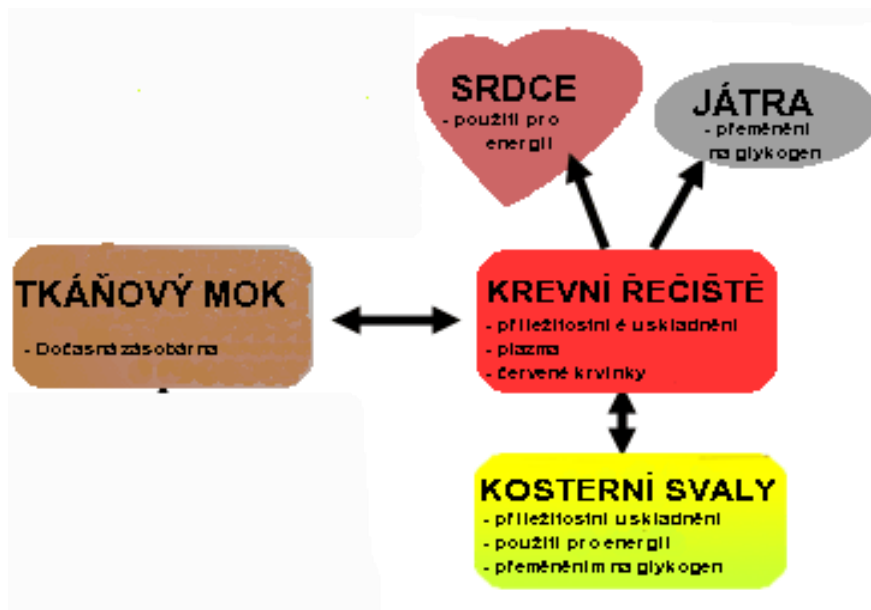 SRDCE
- použití pro
energii
JÁTRA
- přeměnění
na glykogen
TKÁŇOVÝ MOK
- Dočasná zásobárna
KREVNÍ ŘEČIŠTĚ
- příležitostné uskladnění
- plazma
- červené krvinky
KOSTERNÍ SVALY
- příležitostní uskladnění
- použití pro energii
- přeměněním na glykogen